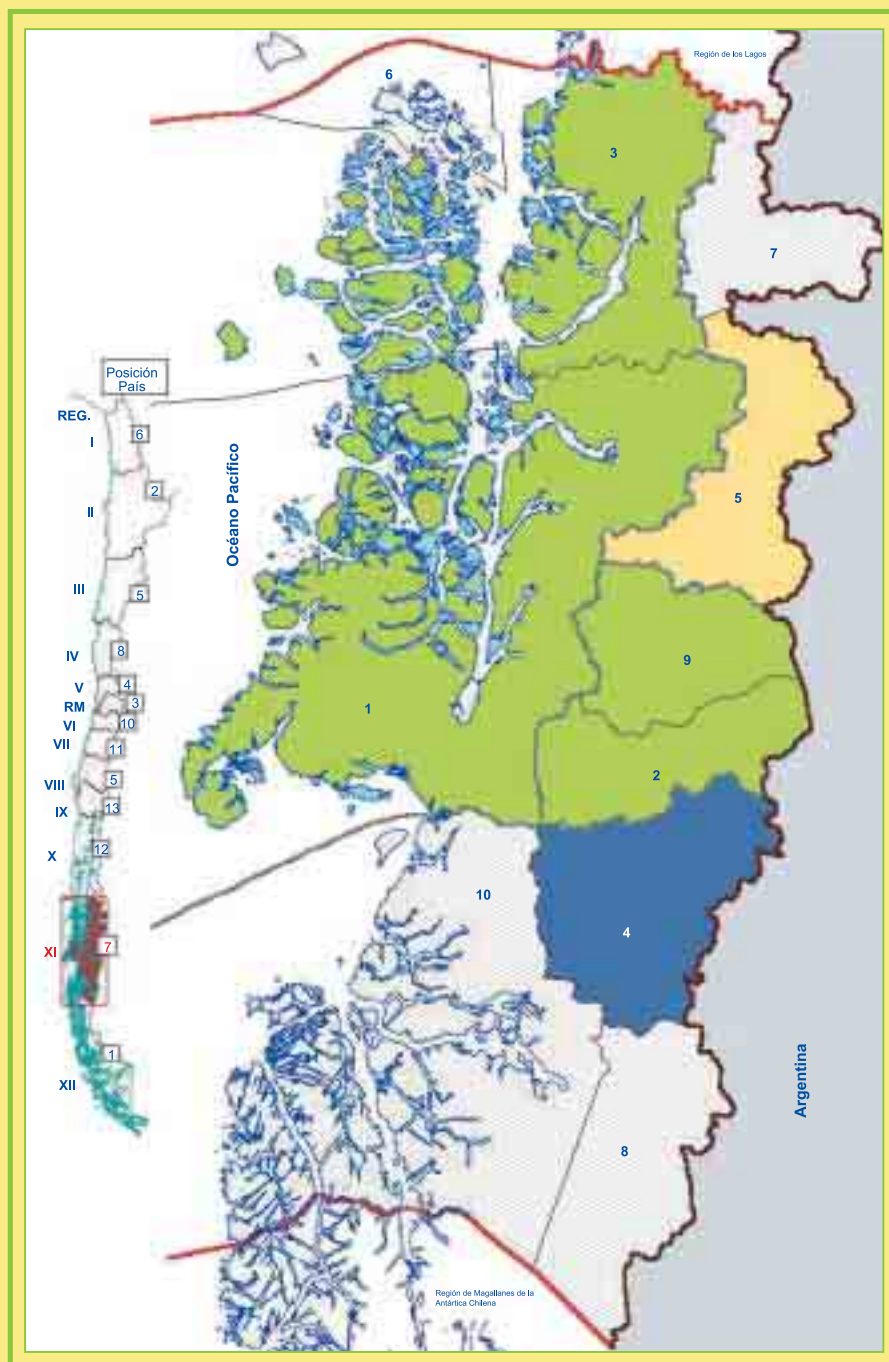 Región de los Lagos
6
3
7
Posición
País
REG.
I
6
2
II
Océano Pacífico
5
5
III
IV
8
V
4
RM
3
9
VI
10
1
VII
11
2
VIII
5
IX
13
X
12
10
4
XI
7
1
XII
Argentina
8
Región de Magallanes de la
Antártica Chilena